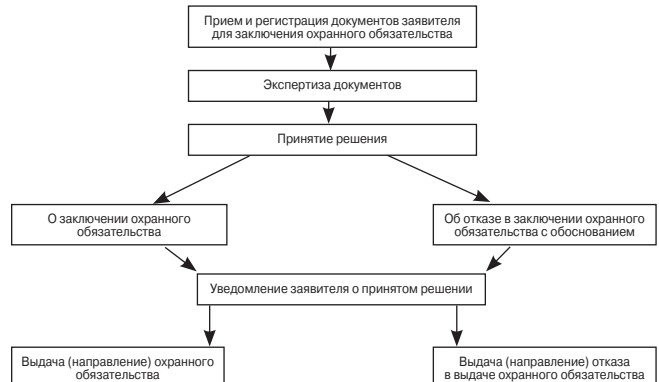 Прием и регистрация документов заявителя
для заключения охранного обязательства
Экспертиза документов
Принятие решения
О заключении охранного
обязательства
Об отказе в заключении охранного
обязательства с обоснованием
Уведомление заявителя о принятом решении
Выдача (направление) охранного
обязательства
Выдача (направление) отказа
в выдаче охранного обязательства